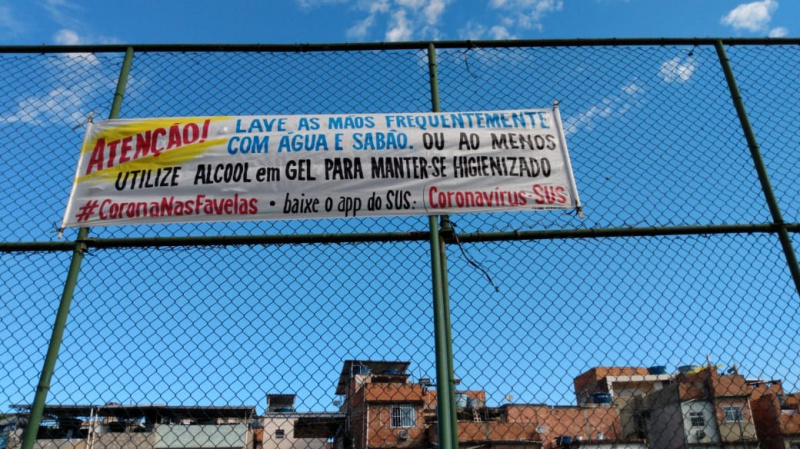 ATENÇÃO! LAVE AS MÃOS FREQUENTEMENTE
COM ÁGUA E SABÃO. OU AO MENOS
UTILIZE ALCOOL em GEL PARA MANTER-SE HIGIENIZADO
#CORONANASFAVELAS • baixe o app do SUS: CORONAVÍRUS-SUS